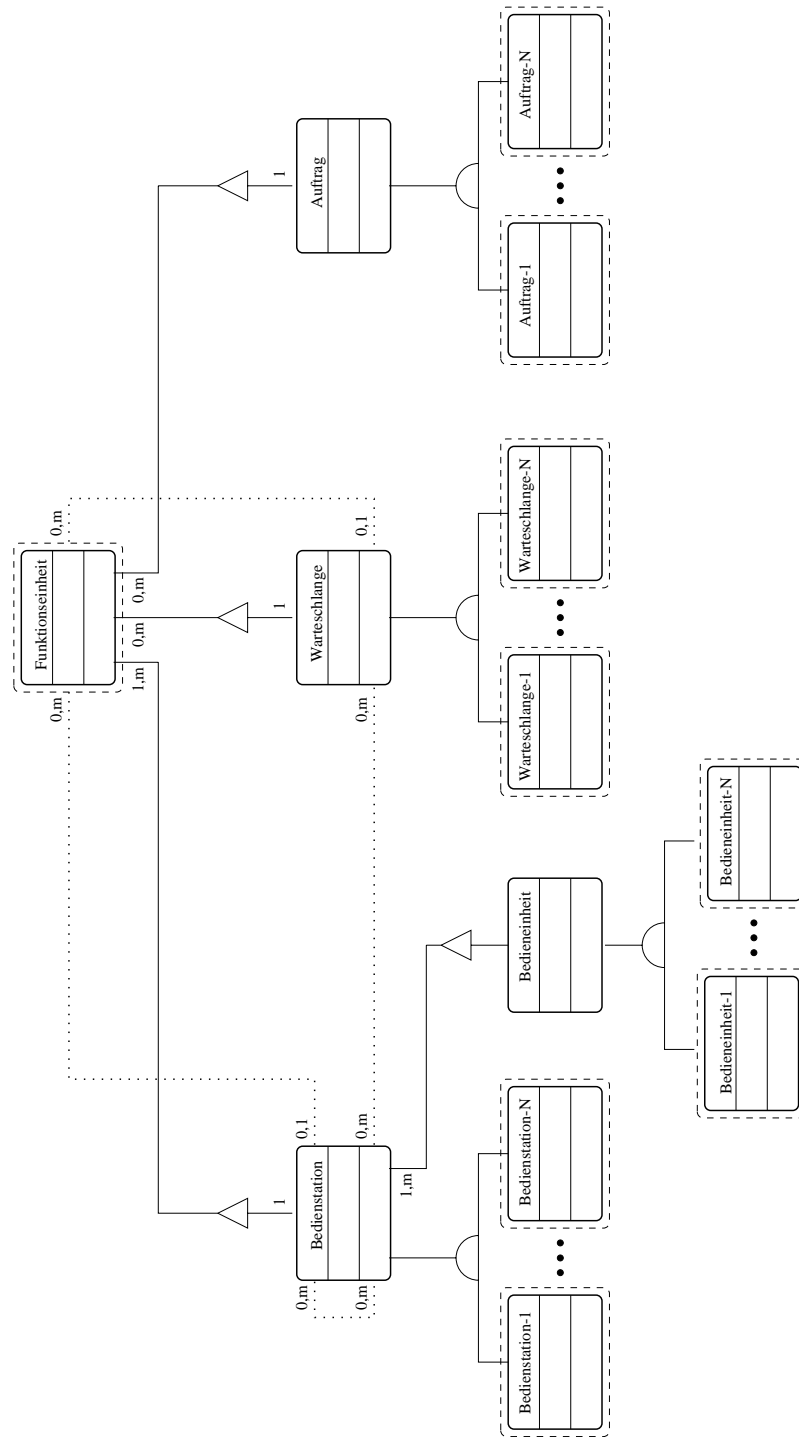 Funktionseinheit
0,m
0,m
1,m
0,m
0,m
1
1
1
0,1
0,1
Bedienstation
Warteschlange
Auftrag
0,m
0,m
0,m
0,m
1,m
Bedienstation-1
Bedienstation-N
Bedieneinheit
Warteschlange-1
Warteschlange-N
Auftrag-1
Auftrag-N
Bedieneinheit-1
Bedieneinheit-N